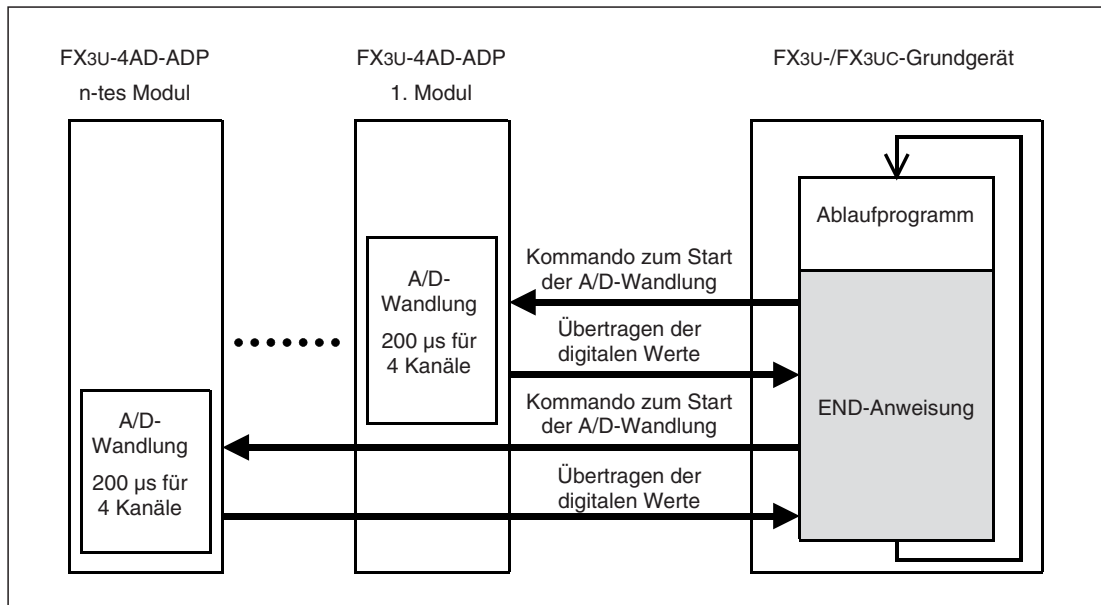 FX3U-4AD-ADP
n-tes Modul
FX3U-4AD-ADP
1. Modul
FX3U-/FX3UC-Grundgerät
Ablaufprogramm
END-Anweisung
A/D-
Wandlung
200 µs für
4 Kanäle
Kommando zum Start
der A/D-Wandlung
Übertragen der
digitalen Werte
A/D-
Wandlung
200 µs für
4 Kanäle
Kommando zum Start
der A/D-Wandlung
Übertragen der
digitalen Werte